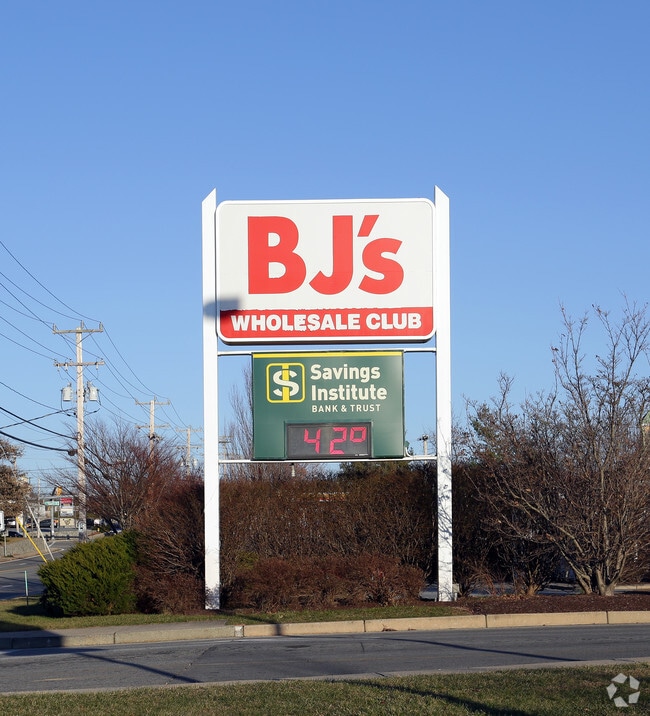 BJ's
WHOLESALE CLUB
Savings
Institute
BANK & TRUST
42°